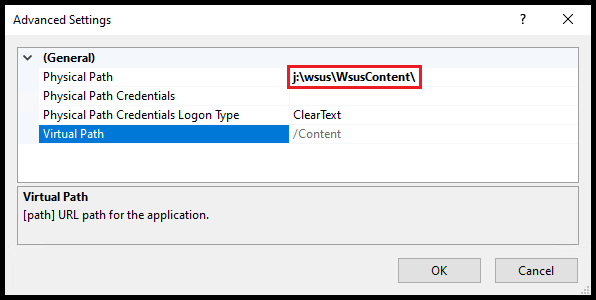 Advanced Settings ? ×
(General)
Physical Path j:\wsus\WsusContent\
Physical Path Credentials
Physical Path Credentials Logon Type ClearText
Virtual Path /Content
Virtual Path
[path] URL path for the application.
OK Cancel